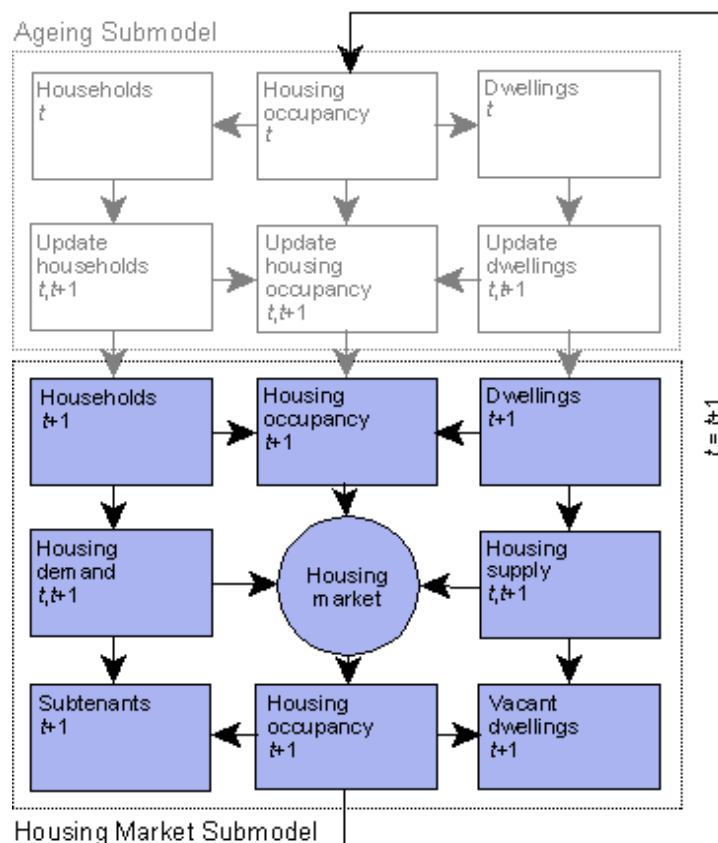 Ageing Submodel
Households
t
Housing
occupancy
t
Dwellings
t
Update
households
t,t+1
Update
housing
occupancy
t,t+1
Update
dwellings
t,t+1
Households
t+1
Housing
occupancy
t+1
Dwellings
t+1
t = t+1
Housing
demand
t,t+1
Housing
market
Housing
supply
t,t+1
Subtenants
t+1
Housing
occupancy
t+1
Vacant
dwellings
t+1
Housing Market Submodel